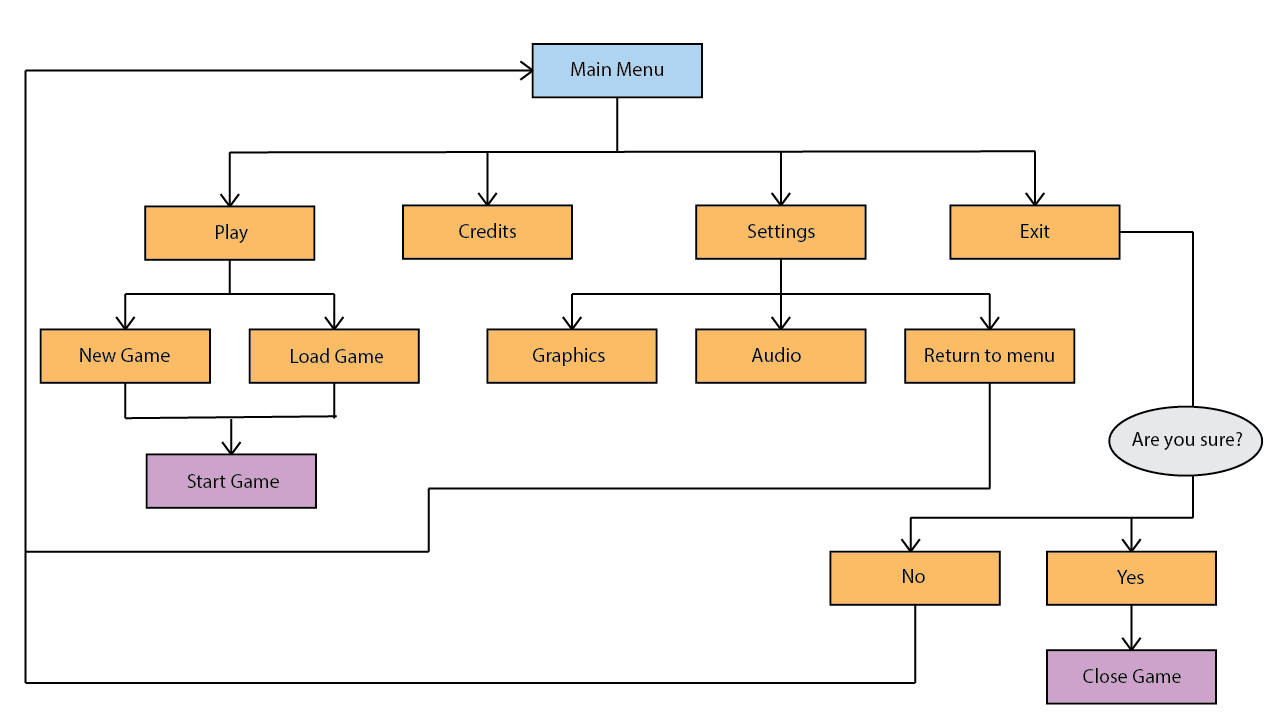 Main Menu
Play
Credits
Settings
Exit
New Game
Load Game
Graphics
Audio
Return to menu
Are you sure?
Start Game
No
Yes
Close Game